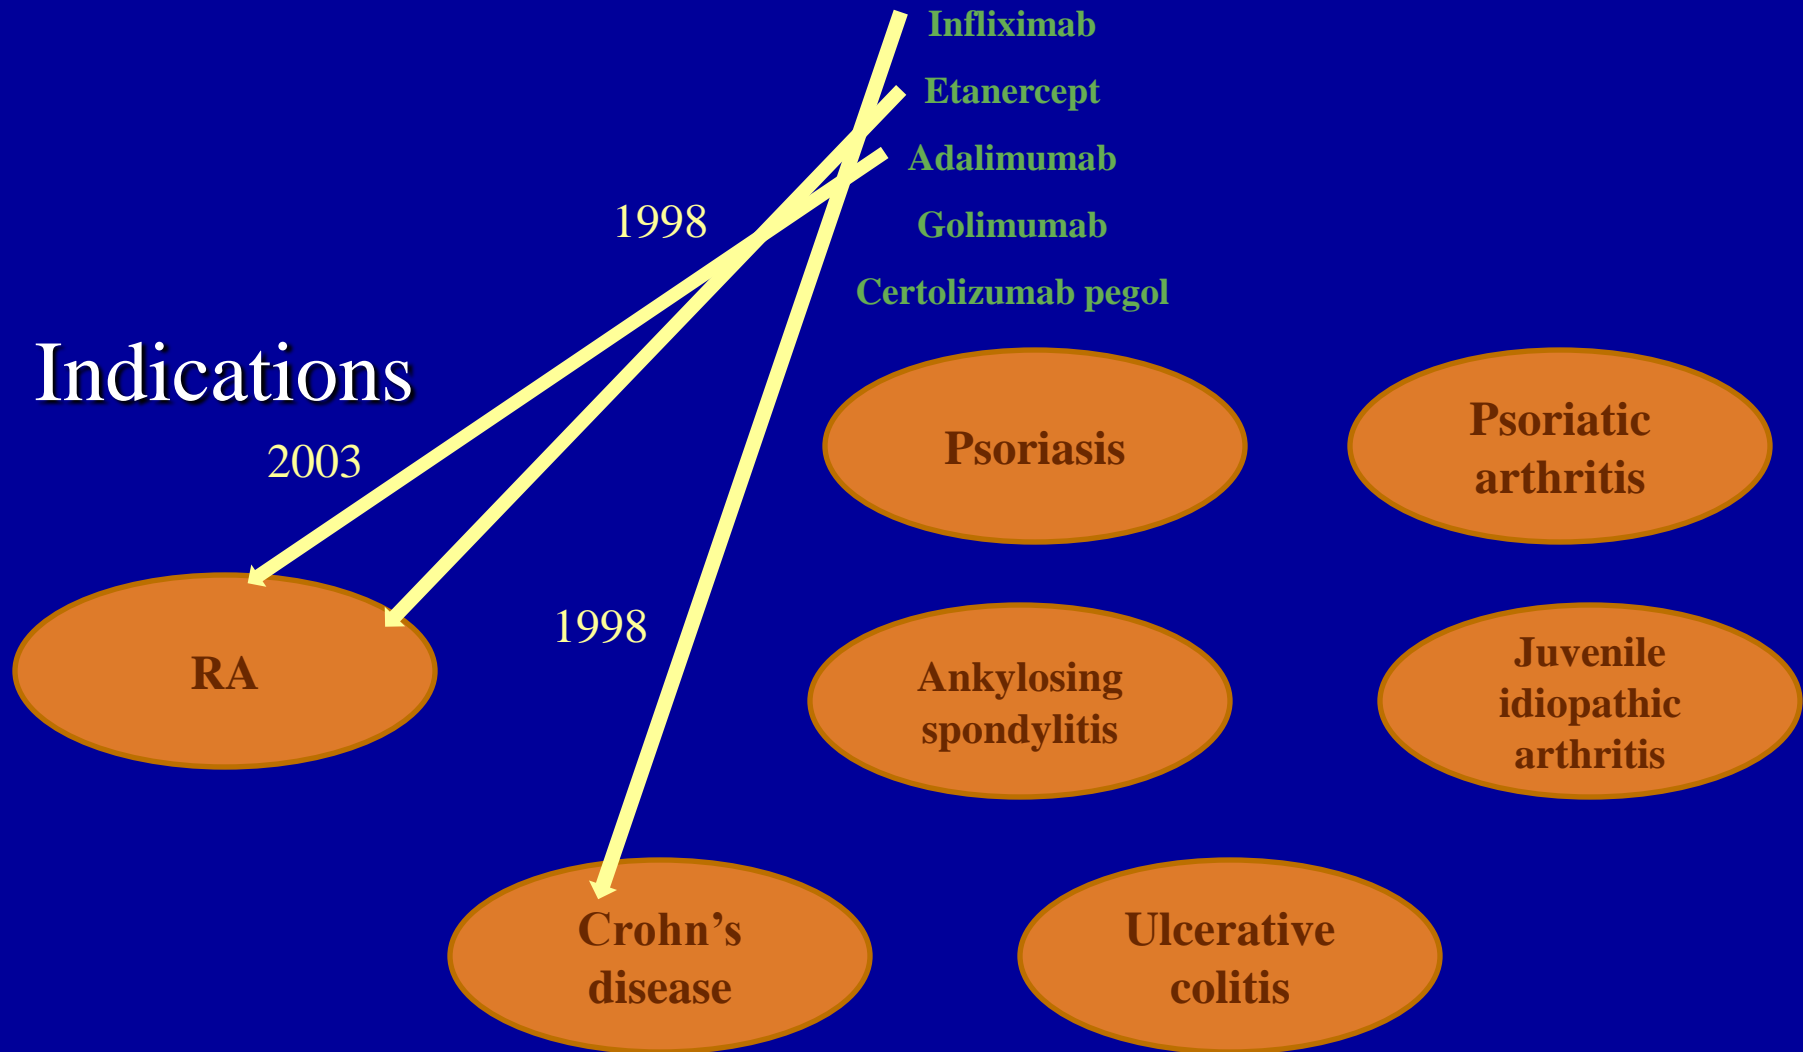 Infliximab
Etanercept
Adalimumab
1998
Golimumab
Certolizumab pegol
Indications
2003
Psoriasis
Psoriatic
arthritis
1998
RA
Ankylosing
spondylitis
Juvenile
idiopathic
arthritis
Crohn’s
disease
Ulcerative
colitis